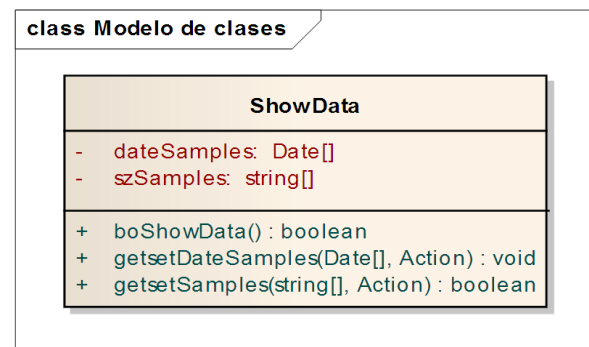 class Modelo de clases
ShowData
- dateSamples: Date[]
- szSamples: string[]
+ boShowData() : boolean
+ getsetDateSamples(Date[], Action) : void
+ getsetSamples(string[], Action) : boolean